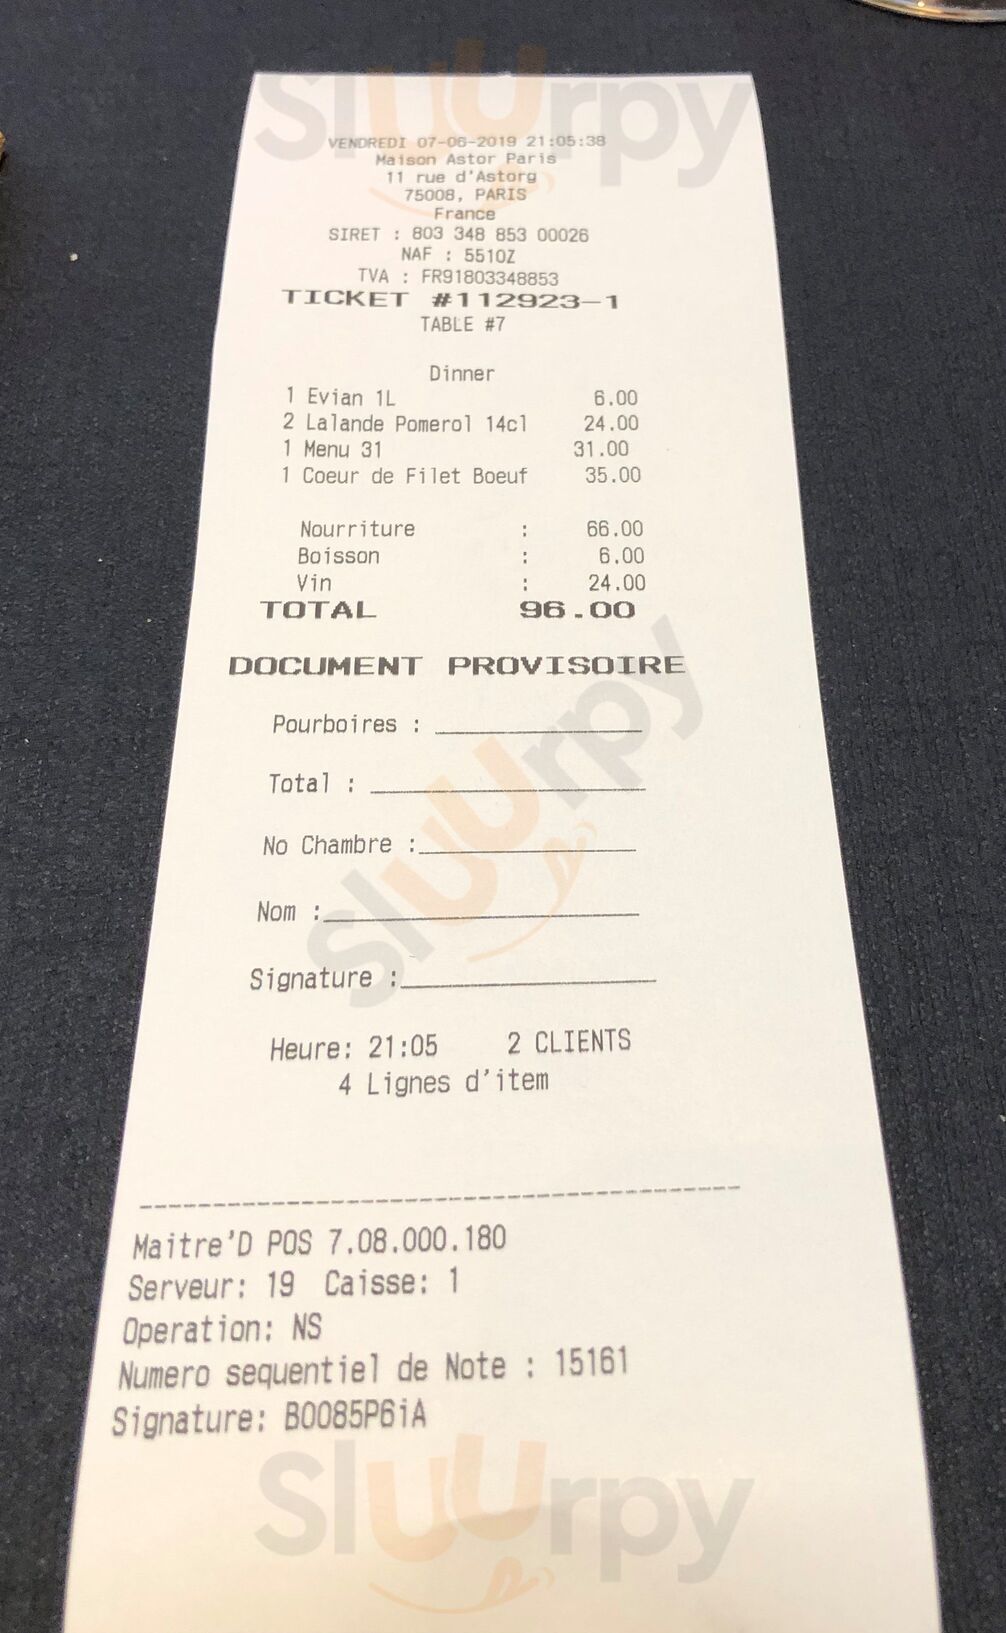 Sluurpy
VENDREDI 07-06-2019 21:05:38
Maison Astor Paris
11 rue d'Astorg
75008, PARIS
France
SIRET : 803 348 853 00026
NAF : 5510Z
TVA : FR91803348853
TICKET #112923-1
TABLE #7
Dinner
1 Evian 1L 6.00
2 Lalande Pomerol 14cl 24.00
1 Menu 31 31.00
1 Coeur de Filet Boeuf 35.00
Nourriture : 66.00
Boisson : 6.00
Vin : 24.00
TOTAL 96.00
DOCUMENT PROVISOIRE
Pourboires :
Total :
No Chambre :
Nom :
Signature :
Sluurpy
Heure: 21:05 2 CLIENTS
4 Lignes d'item
Maitre'D POS 7.08.000.180
Serveur: 19 Caisse: 1
Operation: NS
Numero sequentiel de Note : 15161
Signature: B0085P6iA
Sluurpy